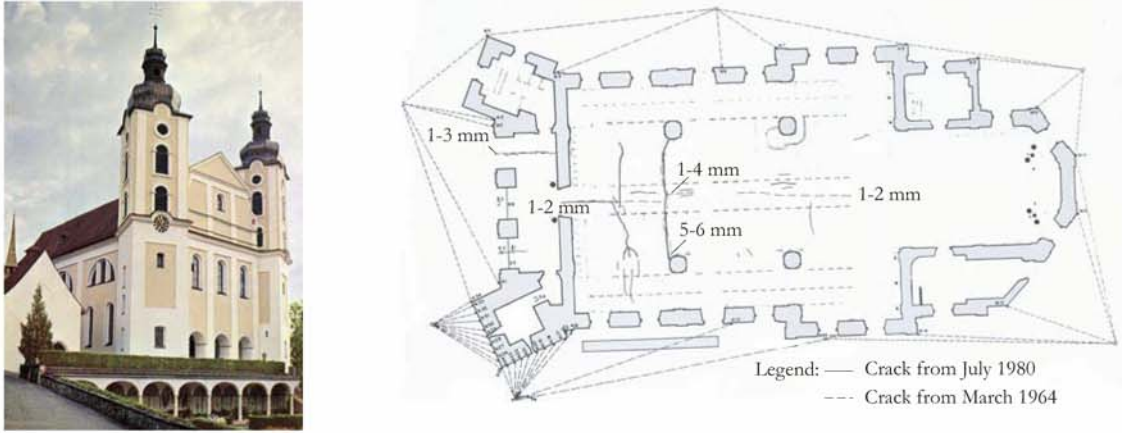 1-3 mm
1-4 mm
1-2 mm
1-2 mm
5-6 mm
Legend: — Crack from July 1980
--- Crack from March 1964